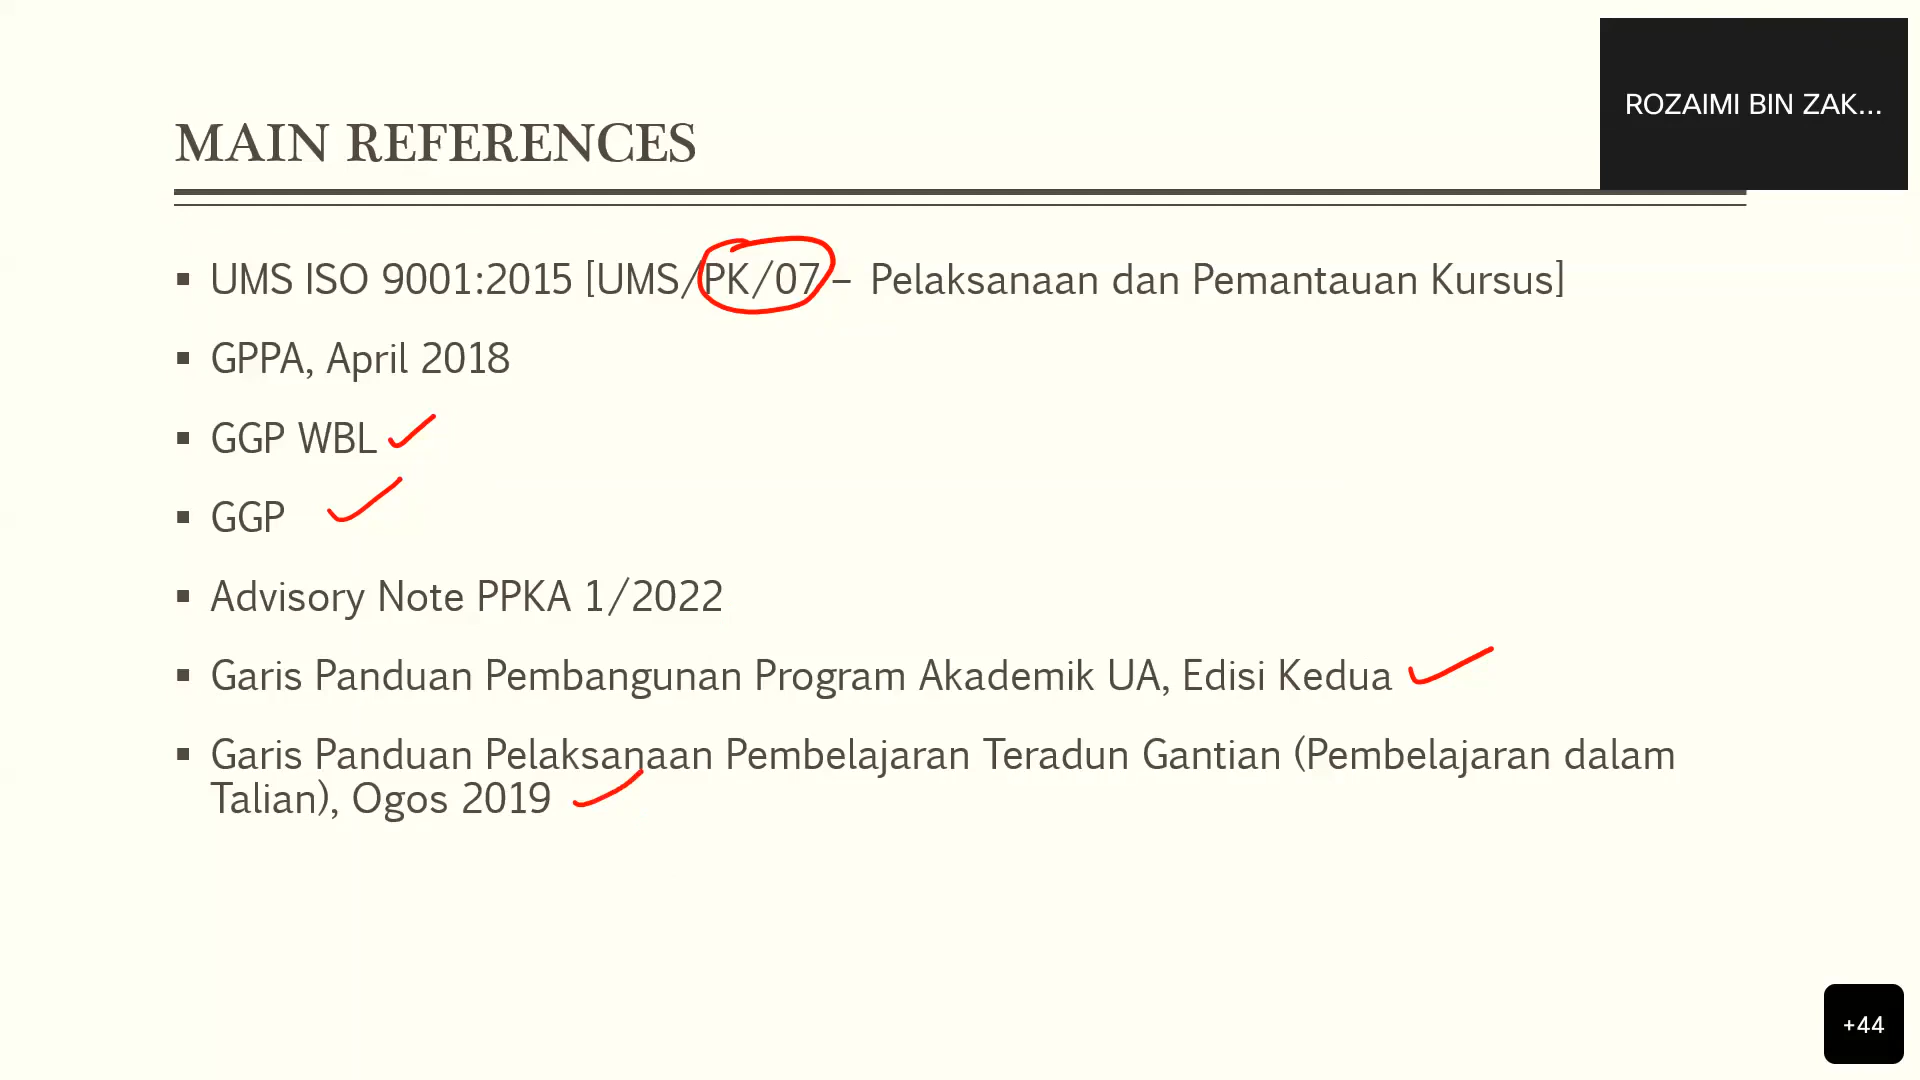 ROZAIMI BIN ZAK...
MAIN REFERENCES
▪ UMS ISO 9001:2015 [UMS/PK/07 – Pelaksanaan dan Pemantauan Kursus]
▪ GPPA, April 2018
▪ GGP WBL
▪ GGP
▪ Advisory Note PPKA 1/2022
▪ Garis Panduan Pembangunan Program Akademik UA, Edisi Kedua
▪ Garis Panduan Pelaksanaan Pembelajaran Teradun Gantian (Pembelajaran dalam
Talian), Ogos 2019
+44